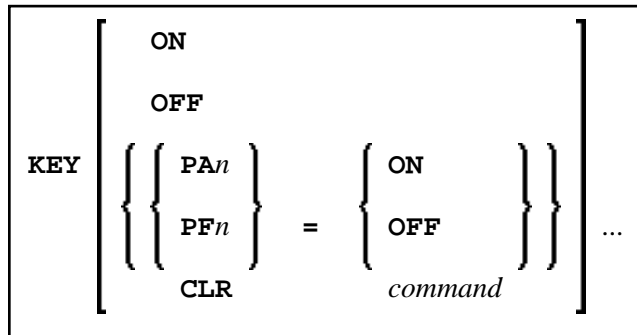 ON
OFF
KEY PAn ON
PFn = OFF ...
CLR command